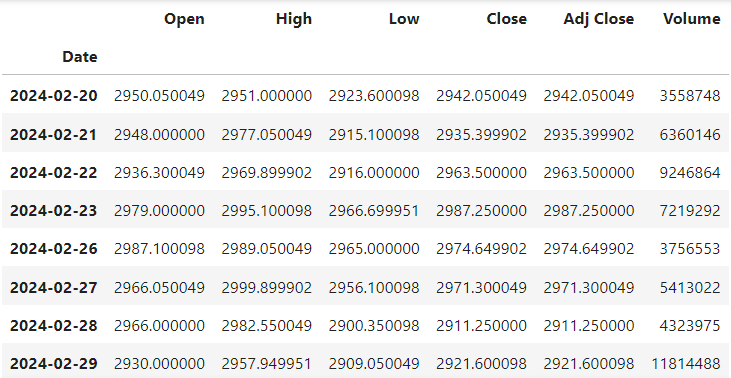 Open High Low Close Adj Close Volume
Date
2024-02-20 2950.050049 2951.000000 2923.600098 2942.050049 2942.050049 3558748
2024-02-21 2948.000000 2977.050049 2915.100098 2935.399902 2935.399902 6360146
2024-02-22 2936.300049 2969.899902 2916.000000 2963.500000 2963.500000 9246864
2024-02-23 2979.000000 2995.100098 2966.699951 2987.250000 2987.250000 7219292
2024-02-26 2987.100098 2989.050049 2965.000000 2974.649902 2974.649902 3756553
2024-02-27 2966.050049 2999.899902 2956.100098 2971.300049 2971.300049 5413022
2024-02-28 2966.000000 2982.550049 2900.350098 2911.250000 2911.250000 4323975
2024-02-29 2930.000000 2957.949951 2909.050049 2921.600098 2921.600098 11814488